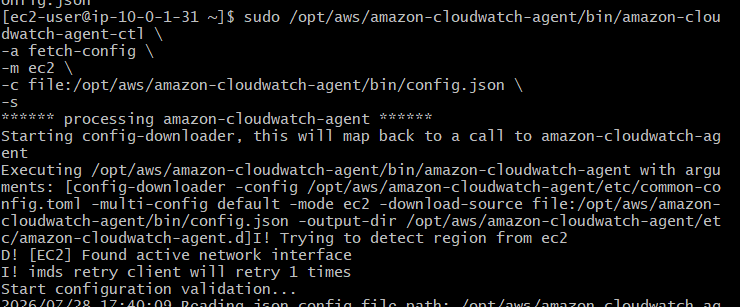 onfig.json
[ec2-user@ip-10-0-1-31 ~]$ sudo /opt/aws/amazon-cloudwatch-agent/bin/amazon-clou
dwatch-agent-ctl \
-a fetch-config \
-m ec2 \
-c file:/opt/aws/amazon-cloudwatch-agent/bin/config.json \
-s
****** processing amazon-cloudwatch-agent ******
Starting config-downloader, this will map back to a call to amazon-cloudwatch-ag
ent
Executing /opt/aws/amazon-cloudwatch-agent/bin/amazon-cloudwatch-agent with argu
ments: [config-downloader -config /opt/aws/amazon-cloudwatch-agent/etc/common-co
nfig.toml -multi-config default -mode ec2 -download-source file:/opt/aws/amazon-
cloudwatch-agent/bin/config.json -output-dir /opt/aws/amazon-cloudwatch-agent/et
c/amazon-cloudwatch-agent.d]I! Trying to detect region from ec2
D! [EC2] Found active network interface
I! imds retry client will retry 1 times
Start configuration validation...
2026/07/28 17:40:09 Reading json config file path: /opt/aws/amazon-cloudwatch-ag